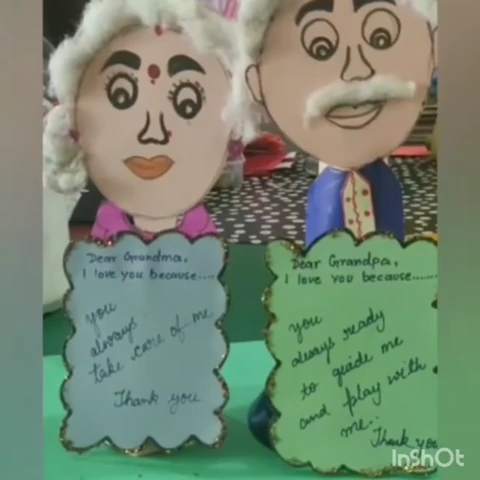 Dear Grandma,
I love you because....
you
always
take care of me
Thank you
Dear Grandpa,
I love you because......
you
always ready
to guide me
and play with
me..
Thank you
InShOt